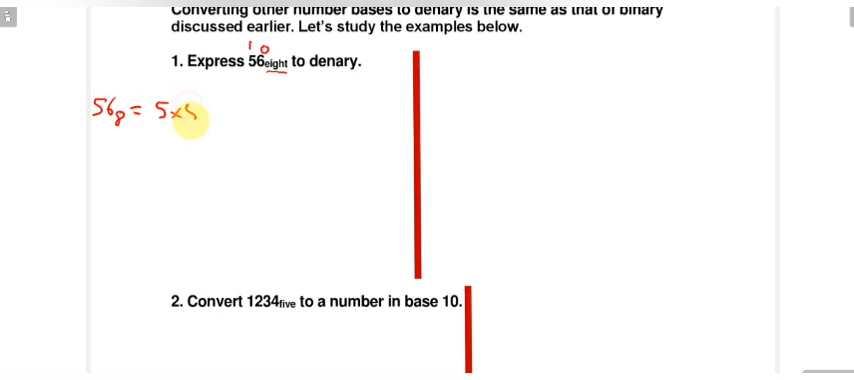 Converting other number bases to denary is the same as that of binary
discussed earlier. Let's study the examples below.
1 0
1. Express 56eight to denary.
56₈ = 5×
2. Convert 1234five to a number in base 10.